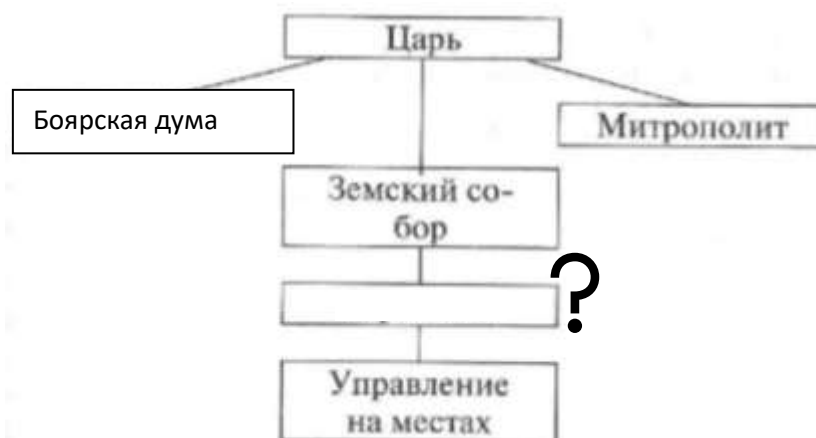 Царь
Боярская дума
Митрополит
Земский со-
бор
?
Управление
на местах